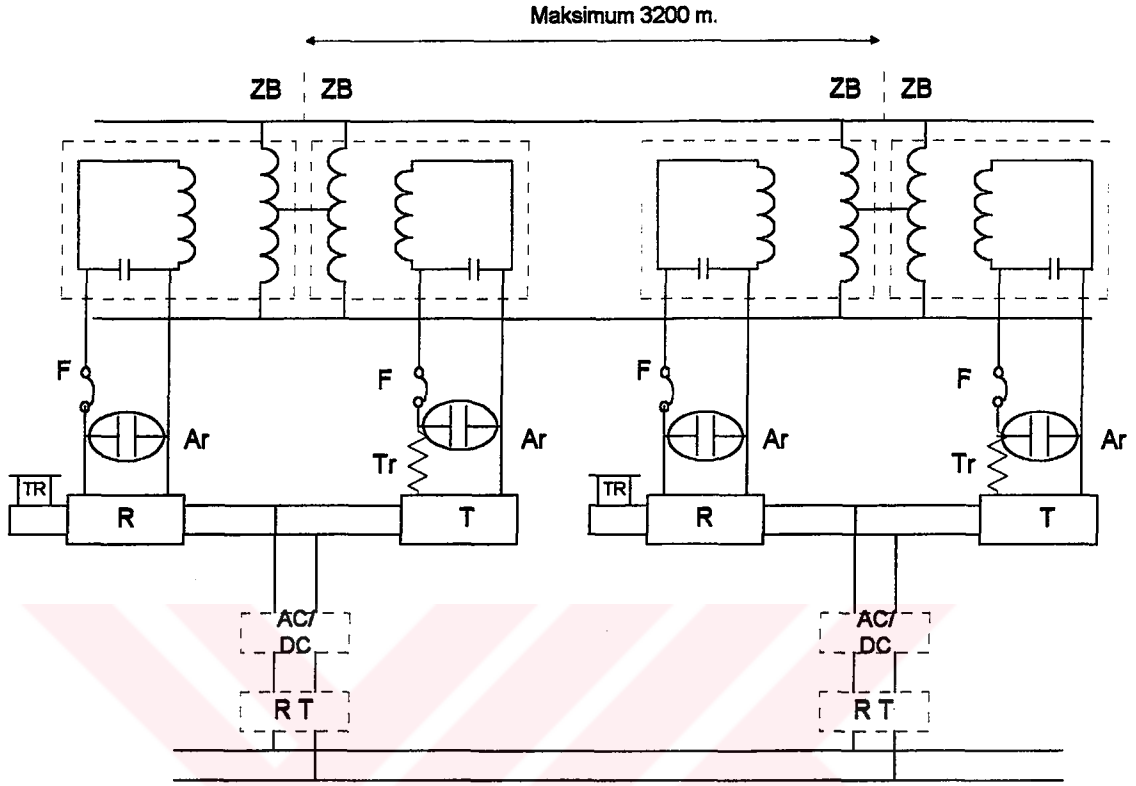 Maksimum 3200 m.
ZB ZB ZB ZB
F F F F
Ar Ar Ar Ar
Tr Tr
TR R T TR R T
AC/ DC AC/ DC
R T R T